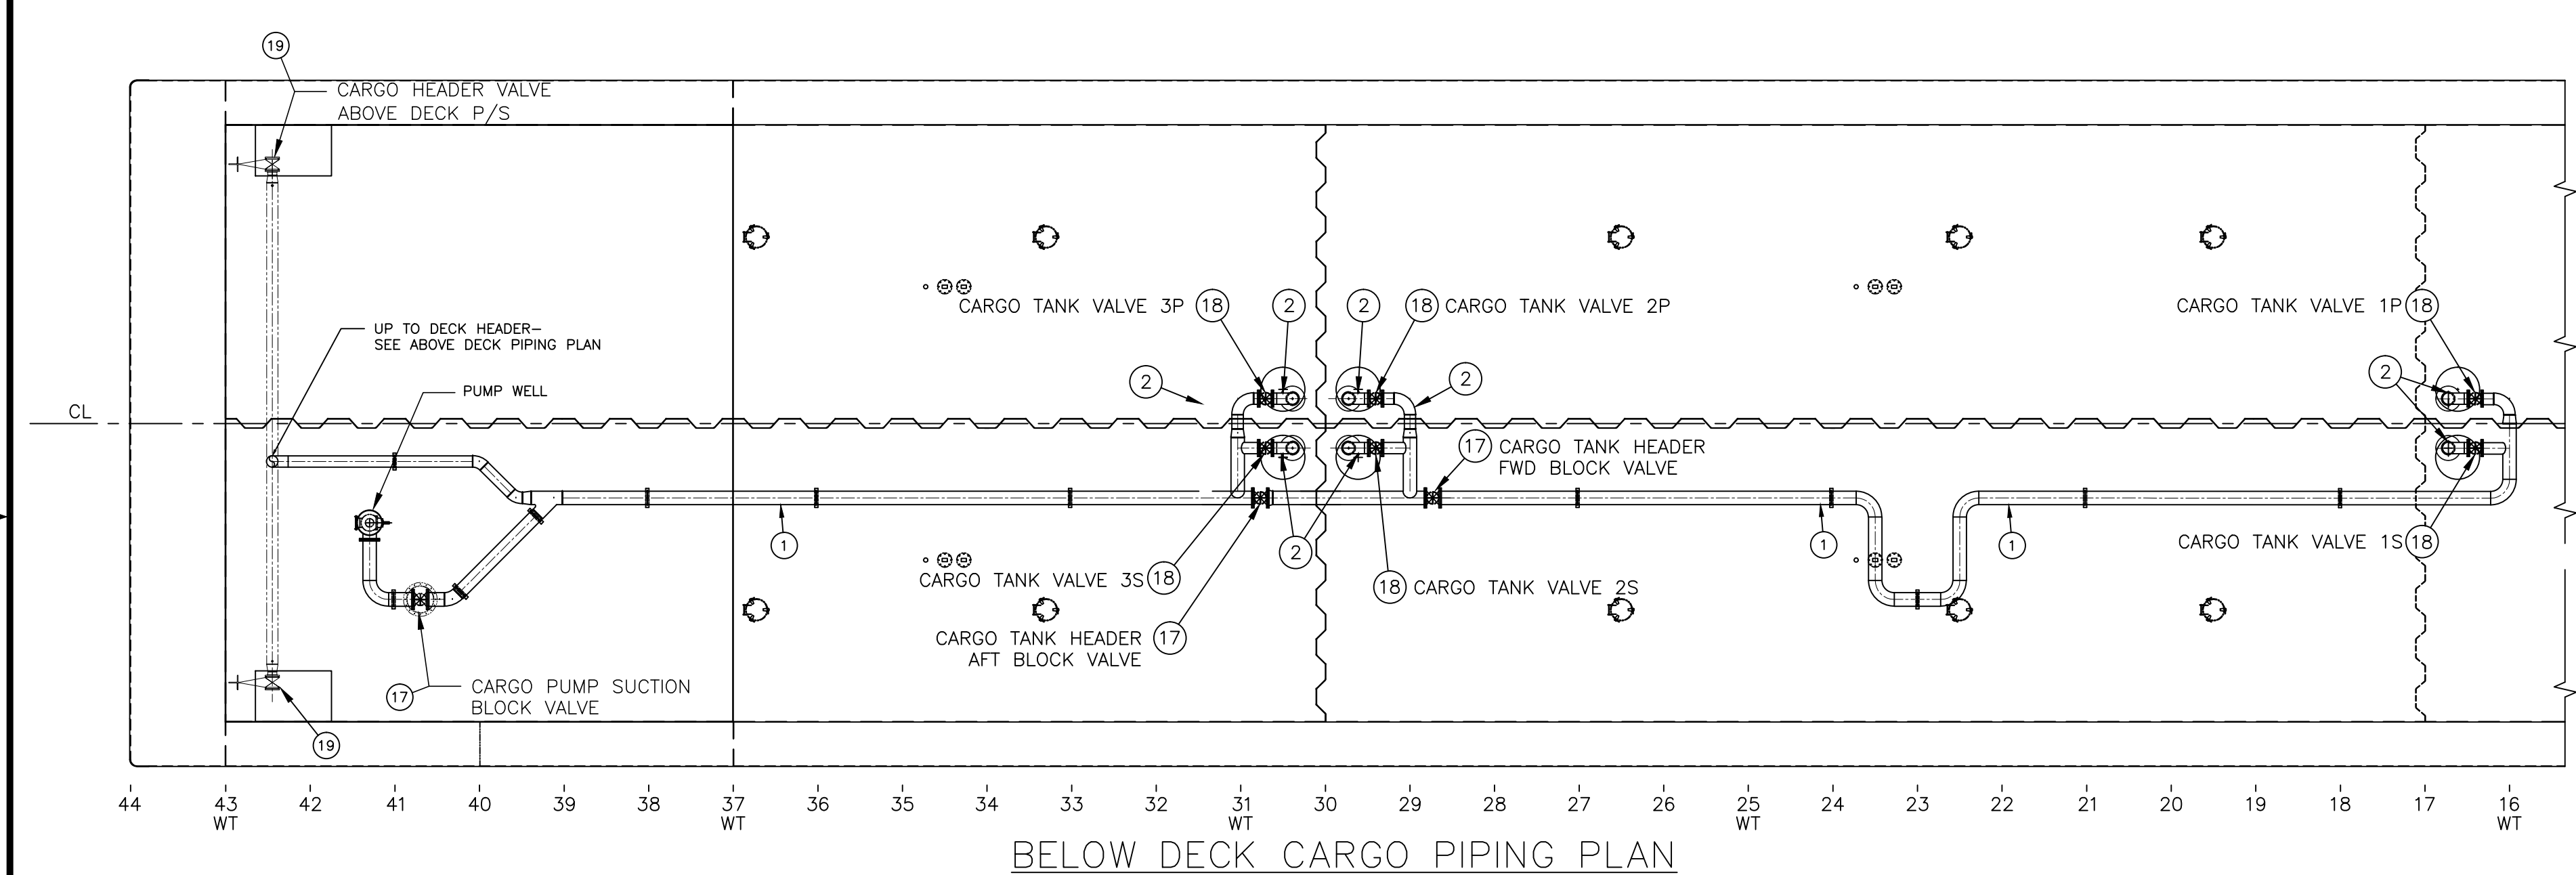 19
CARGO HEADER VALVE
ABOVE DECK P/S
UP TO DECK HEADER–
SEE ABOVE DECK PIPING PLAN
PUMP WELL
CL
CARGO TANK VALVE 3P 18 2
2 18 CARGO TANK VALVE 2P
CARGO TANK VALVE 1P 18
2
2
2
17 CARGO TANK HEADER
FWD BLOCK VALVE
1
2
1
1
CARGO TANK VALVE 1S 18
CARGO TANK VALVE 3S 18
18 CARGO TANK VALVE 2S
CARGO TANK HEADER 17
AFT BLOCK VALVE
17 CARGO PUMP SUCTION
BLOCK VALVE
19
44 43 42 41 40 39 38 37 36 35 34 33 32 31 30 29 28 27 26 25 24 23 22 21 20 19 18 17 16
WT WT WT WT WT
BELOW DECK CARGO PIPING PLAN